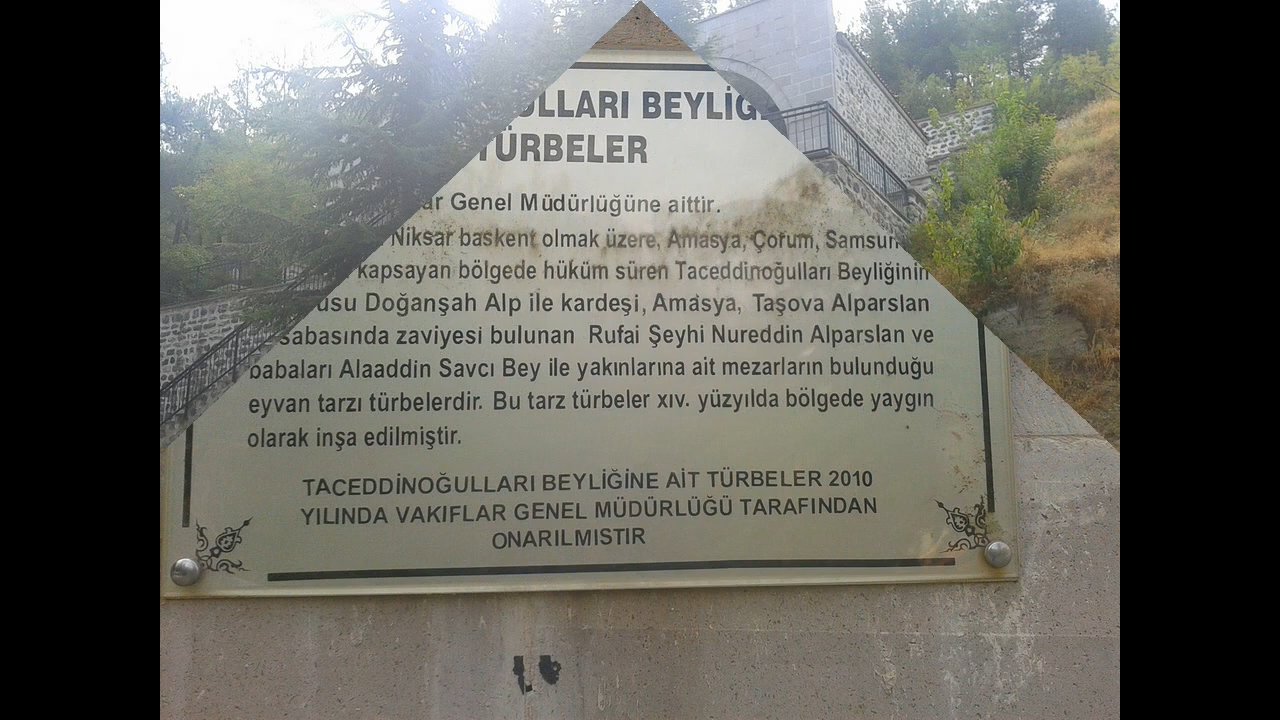 ULLARI BEYLİĞ
TÜRBELER
Genel Müdürlüğüne aittir.
Niksar baskent olmak üzere, Amasya, Çorum, Samsun
kapsayan bölgede hüküm süren Taceddinoğulları Beyliğinin
usu Doğanşah Alp ile kardeşi, Amasya, Taşova Alparslan
sabasında zaviyesi bulunan Rufai Şeyhi Nureddin Alparslan ve
babaları Alaaddin Savcı Bey ile yakınlarına ait mezarların bulunduğu
eyvan tarzı türbelerdir. Bu tarz türbeler xıv. yüzyılda bölgede yaygın
olarak inşa edilmiştir.
TACEDDİNOĞULLARI BEYLİĞİNE AİT TÜRBELER 2010
YILINDA VAKIFLAR GENEL MÜDÜRLÜĞÜ TARAFINDAN
ONARILMISTIR